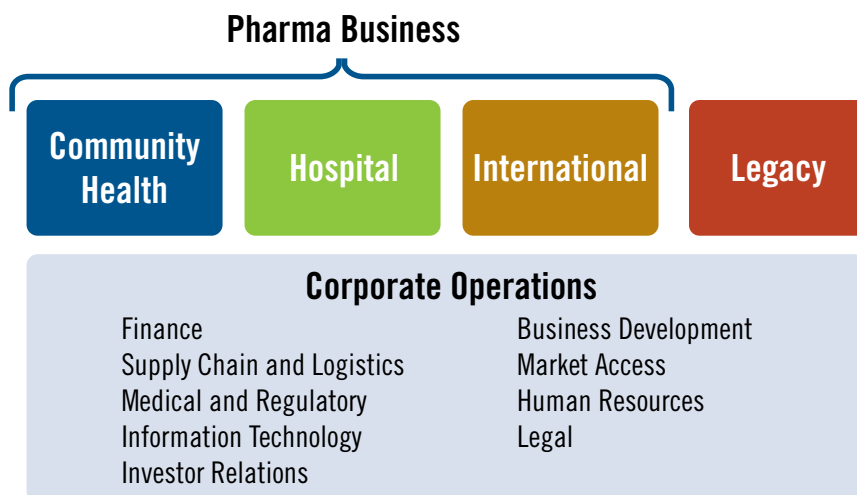 Pharma Business
Community
Health
Hospital
International
Legacy
Corporate Operations
Finance
Supply Chain and Logistics
Medical and Regulatory
Information Technology
Investor Relations
Business Development
Market Access
Human Resources
Legal